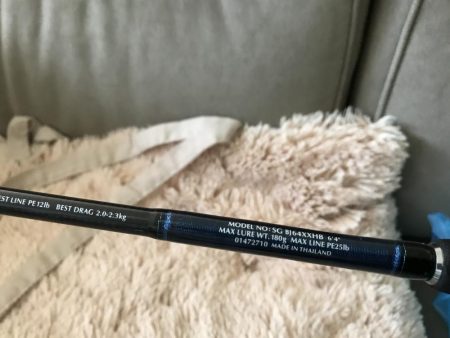 EST LINE PE 12lb BEST DRAG 2.0-2.3kg
MODEL NO: SG BJ64XXHB 6'4"
MAX LURE WT. 180g MAX LINE PE25lb
01472710 MADE IN THAILAND